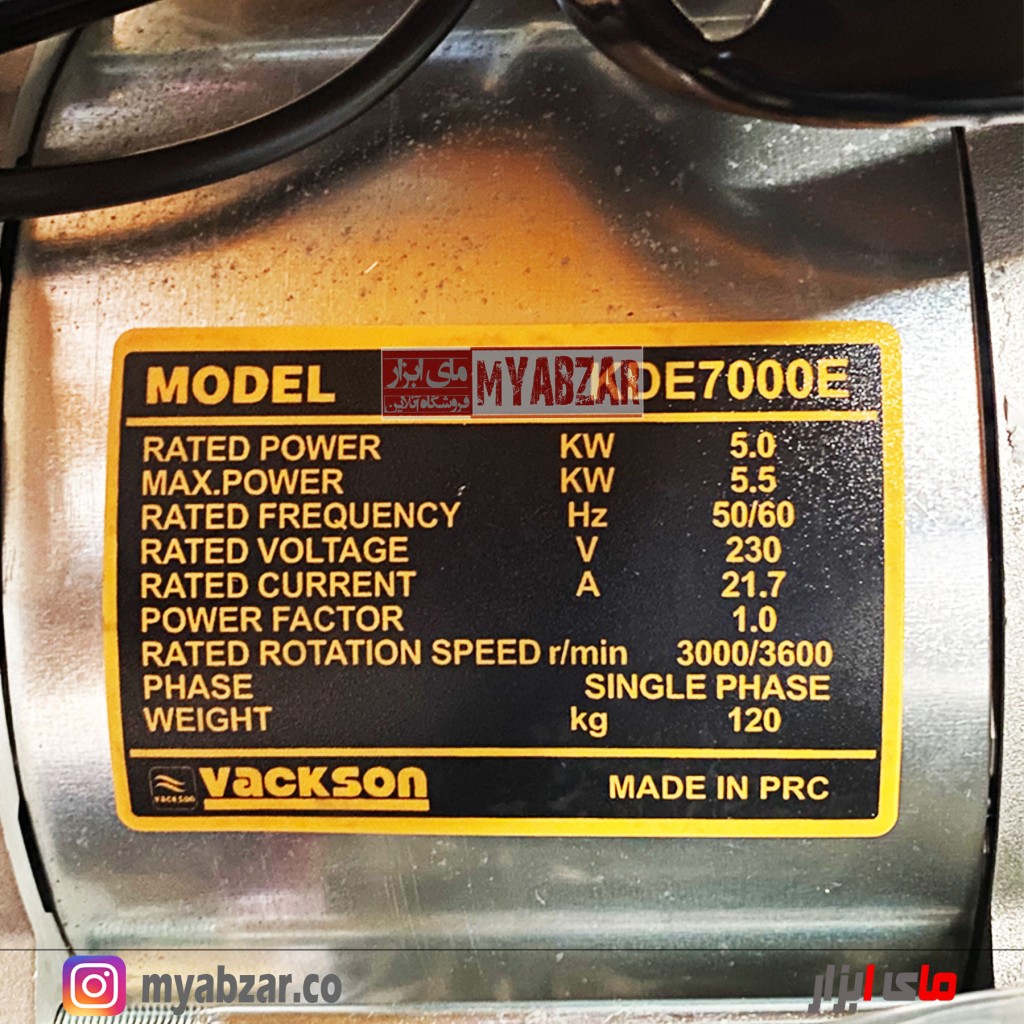 MODEL KDE7000E
مای ابزار MYABZAR
فروشگاه آنلاین
RATED POWER KW 5.0
MAX.POWER KW 5.5
RATED FREQUENCY Hz 50/60
RATED VOLTAGE V 230
RATED CURRENT A 21.7
POWER FACTOR 1.0
RATED ROTATION SPEED r/min 3000/3600
PHASE SINGLE PHASE
WEIGHT kg 120
vackson MADE IN PRC
VACKSON
myabzar.co مای ابزار